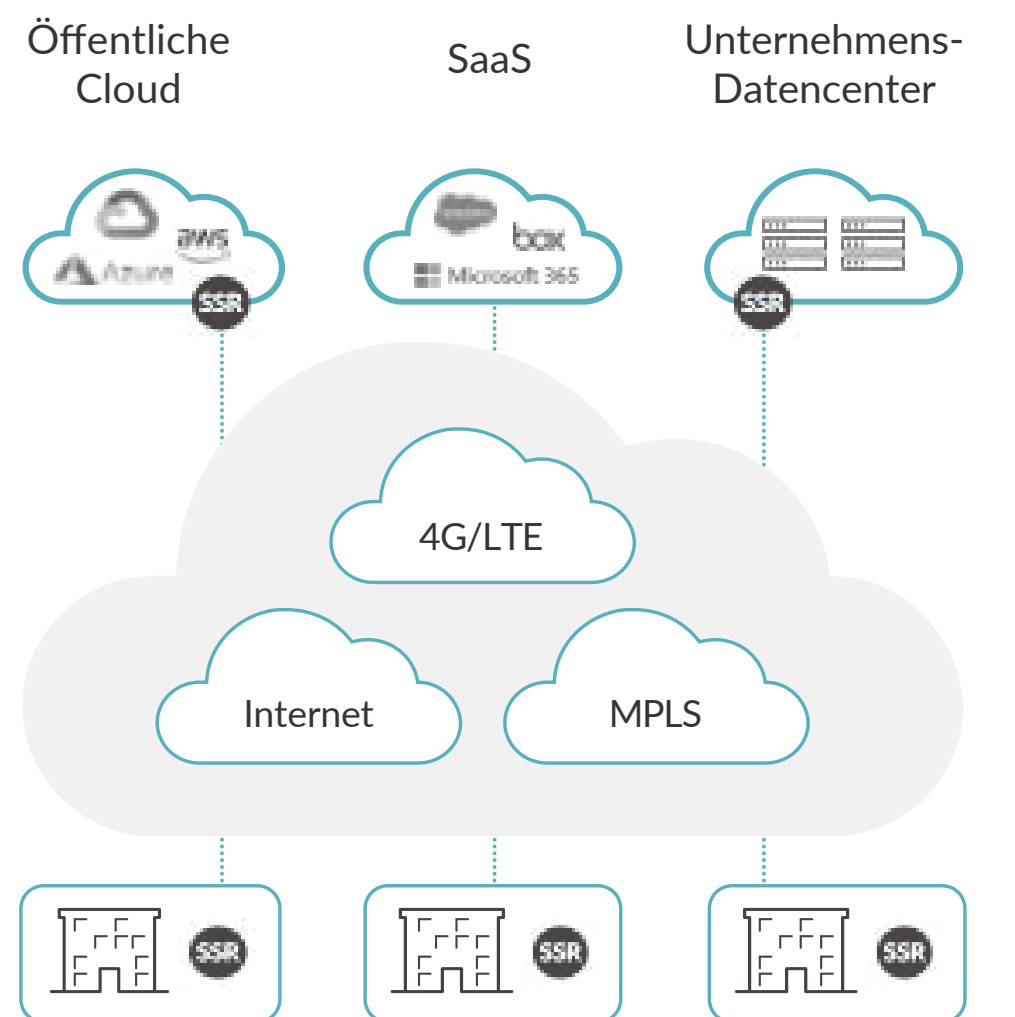 Öffentliche
Cloud
SaaS
Unternehmens-
Datencenter
aws
Azure
SSR
box
Microsoft 365
SSR
4G/LTE
Internet
MPLS
SSR
SSR
SSR